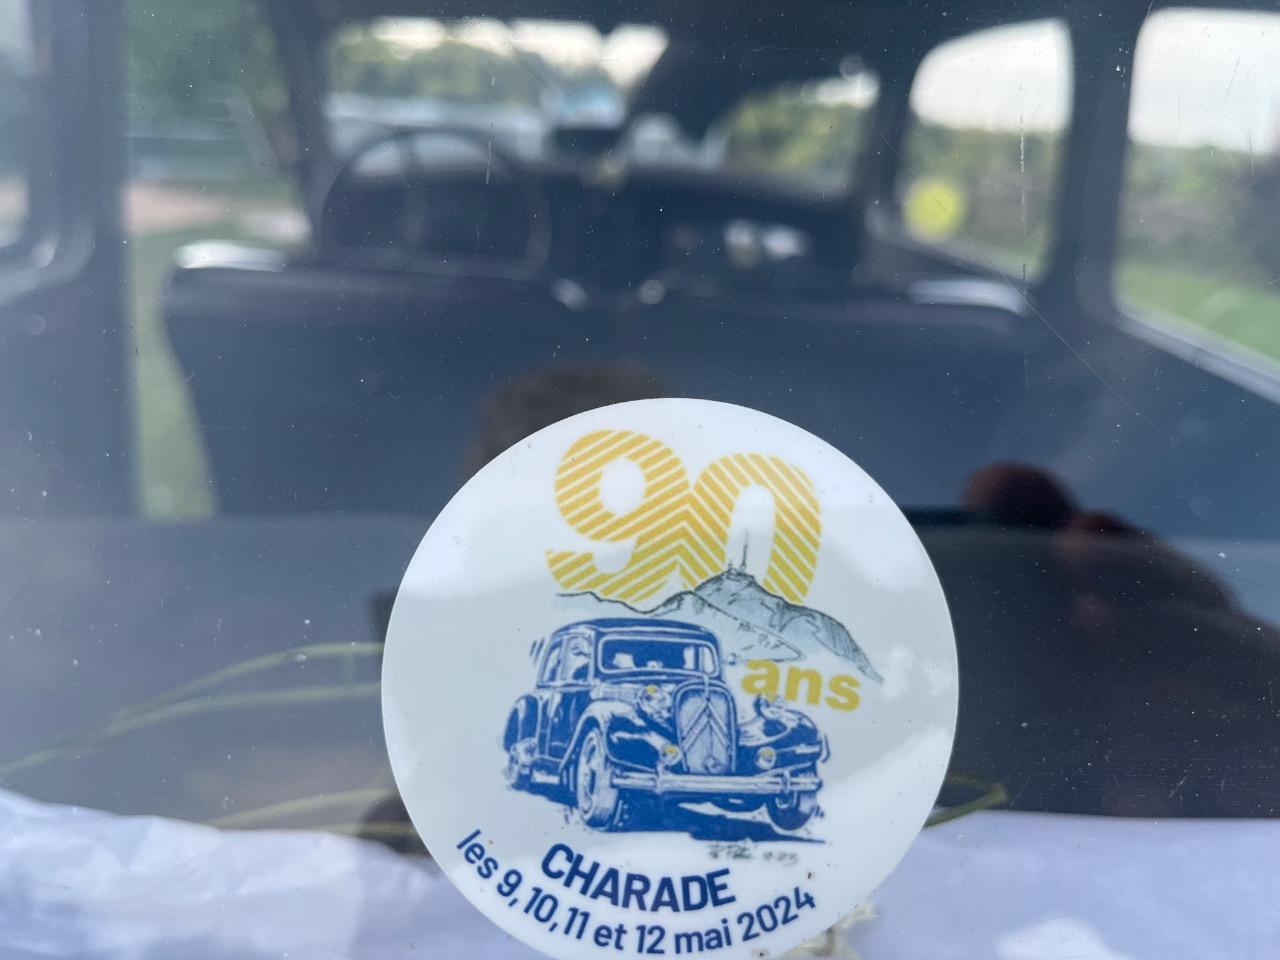 90
ans
CHARADE
les 9, 10, 11 et 12 mai 2024